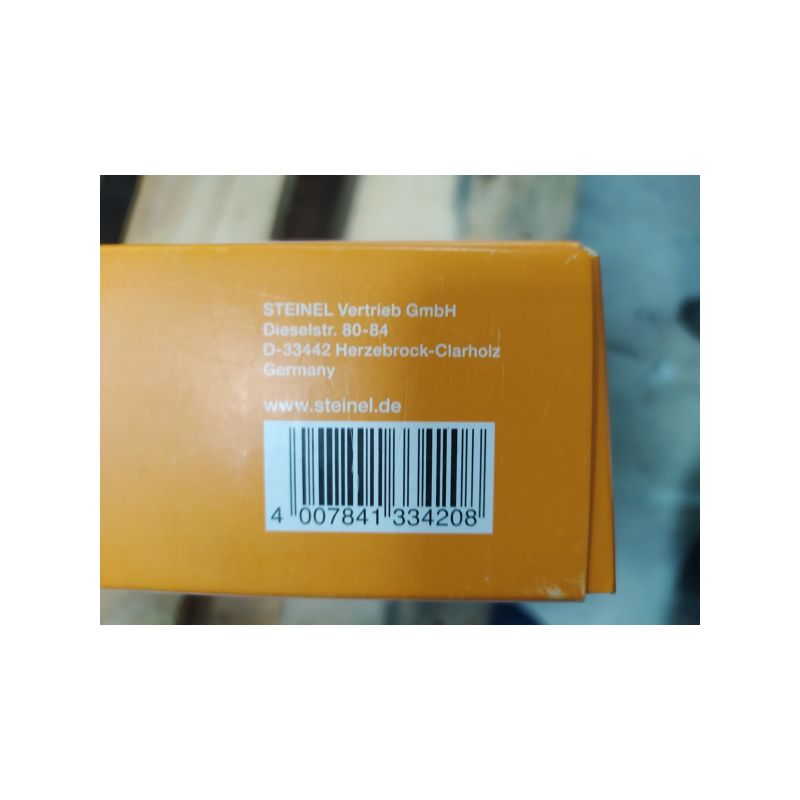 STEINEL Vertrieb GmbH
Dieselstr. 80-84
D-33442 Herzebrock-Clarholz
Germany
www.steinel.de
4 007841 334208